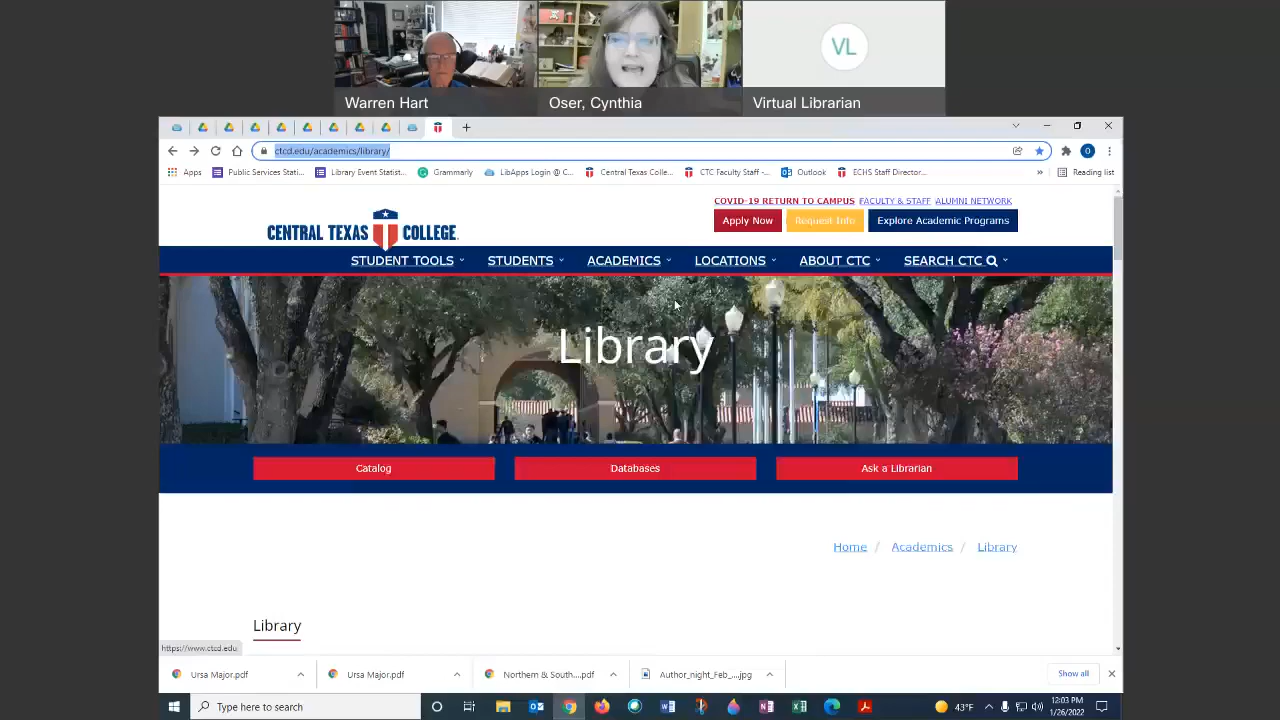 VL
Warren Hart
Oser, Cynthia
Virtual Librarian
ctcd.edu/academics/library/
O
Apps
Public Services Stati...
Library Event Statist...
Grammarly
LibApps Login @ C...
Central Texas Colle...
CTC Faculty Staff -...
Outlook
ECHS Staff Director...
»
Reading list
COVID-19 RETURN TO CAMPUS FACULTY & STAFF ALUMNI NETWORK
Apply Now
Request Info
Explore Academic Programs
CENTRAL TEXAS COLLEGE
STUDENT TOOLS
STUDENTS
ACADEMICS
LOCATIONS
ABOUT CTC
SEARCH CTC
Library
Catalog
Databases
Ask a Librarian
Home / Academics / Library
Library
https://www.ctcd.edu
Ursa Major.pdf
Ursa Major.pdf
Northern & South....pdf
Author_night_Feb_...jpg
Show all
Type here to search
43°F
12:03 PM
1/26/2022